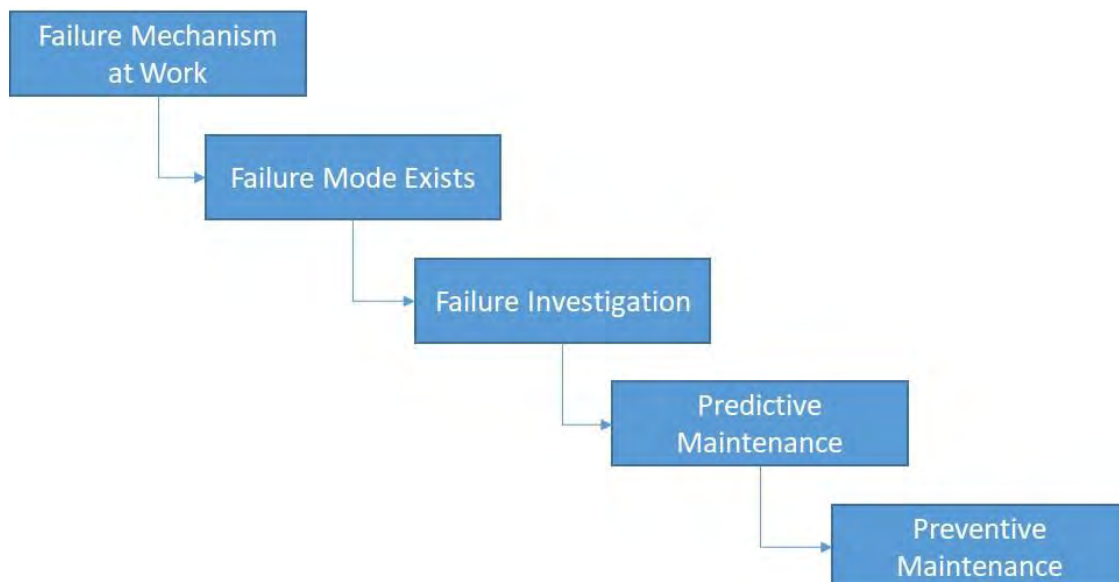 Failure Mechanism
at Work
Failure Mode Exists
Failure Investigation
Predictive
Maintenance
Preventive
Maintenance